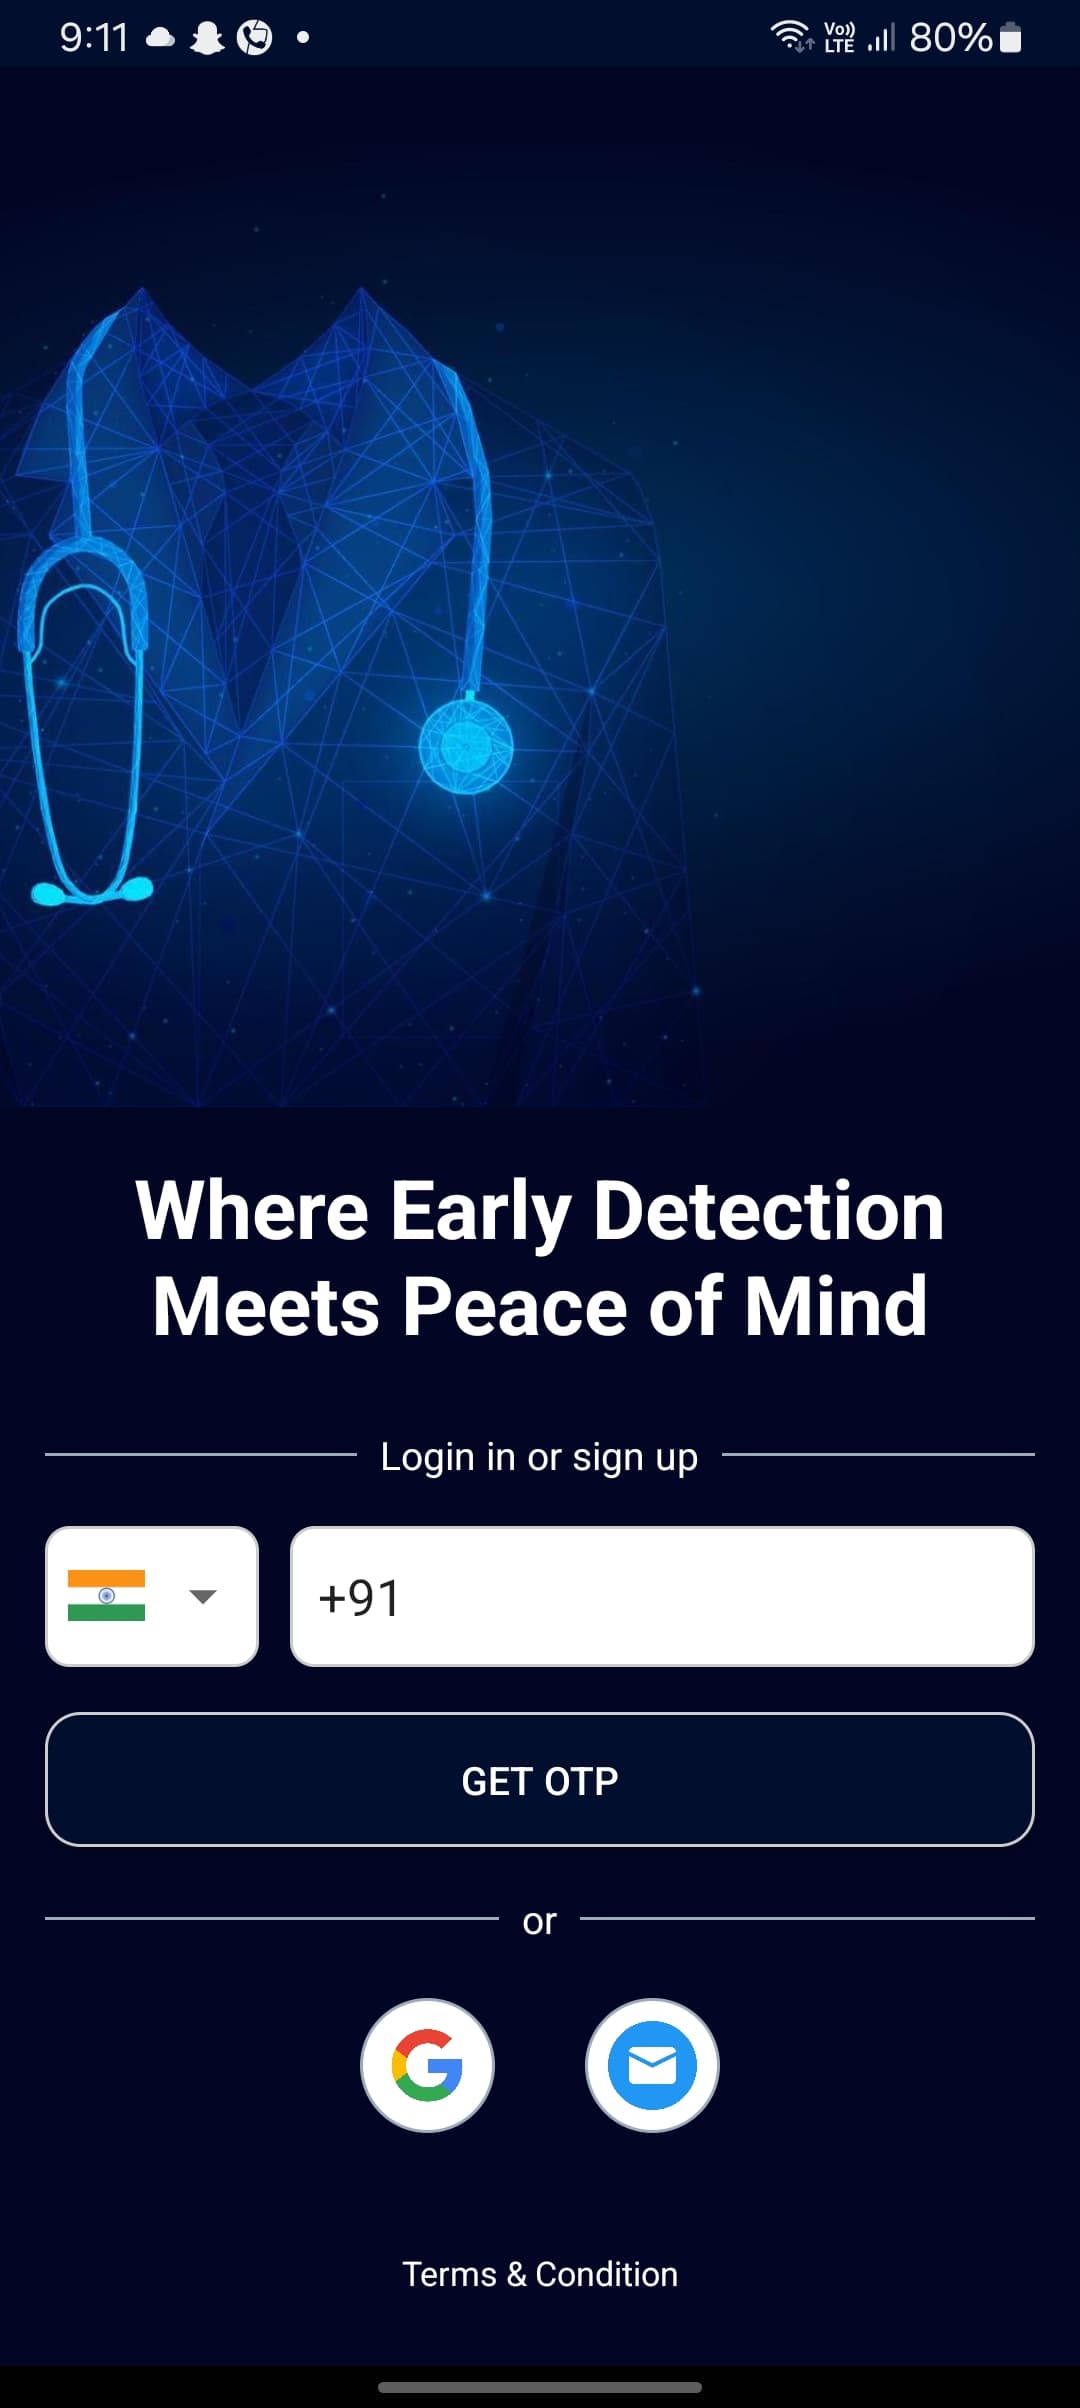 9:11
Vo))
LTE
80%
Where Early Detection
Meets Peace of Mind
Login in or sign up
+91
GET OTP
or
G
Terms & Condition